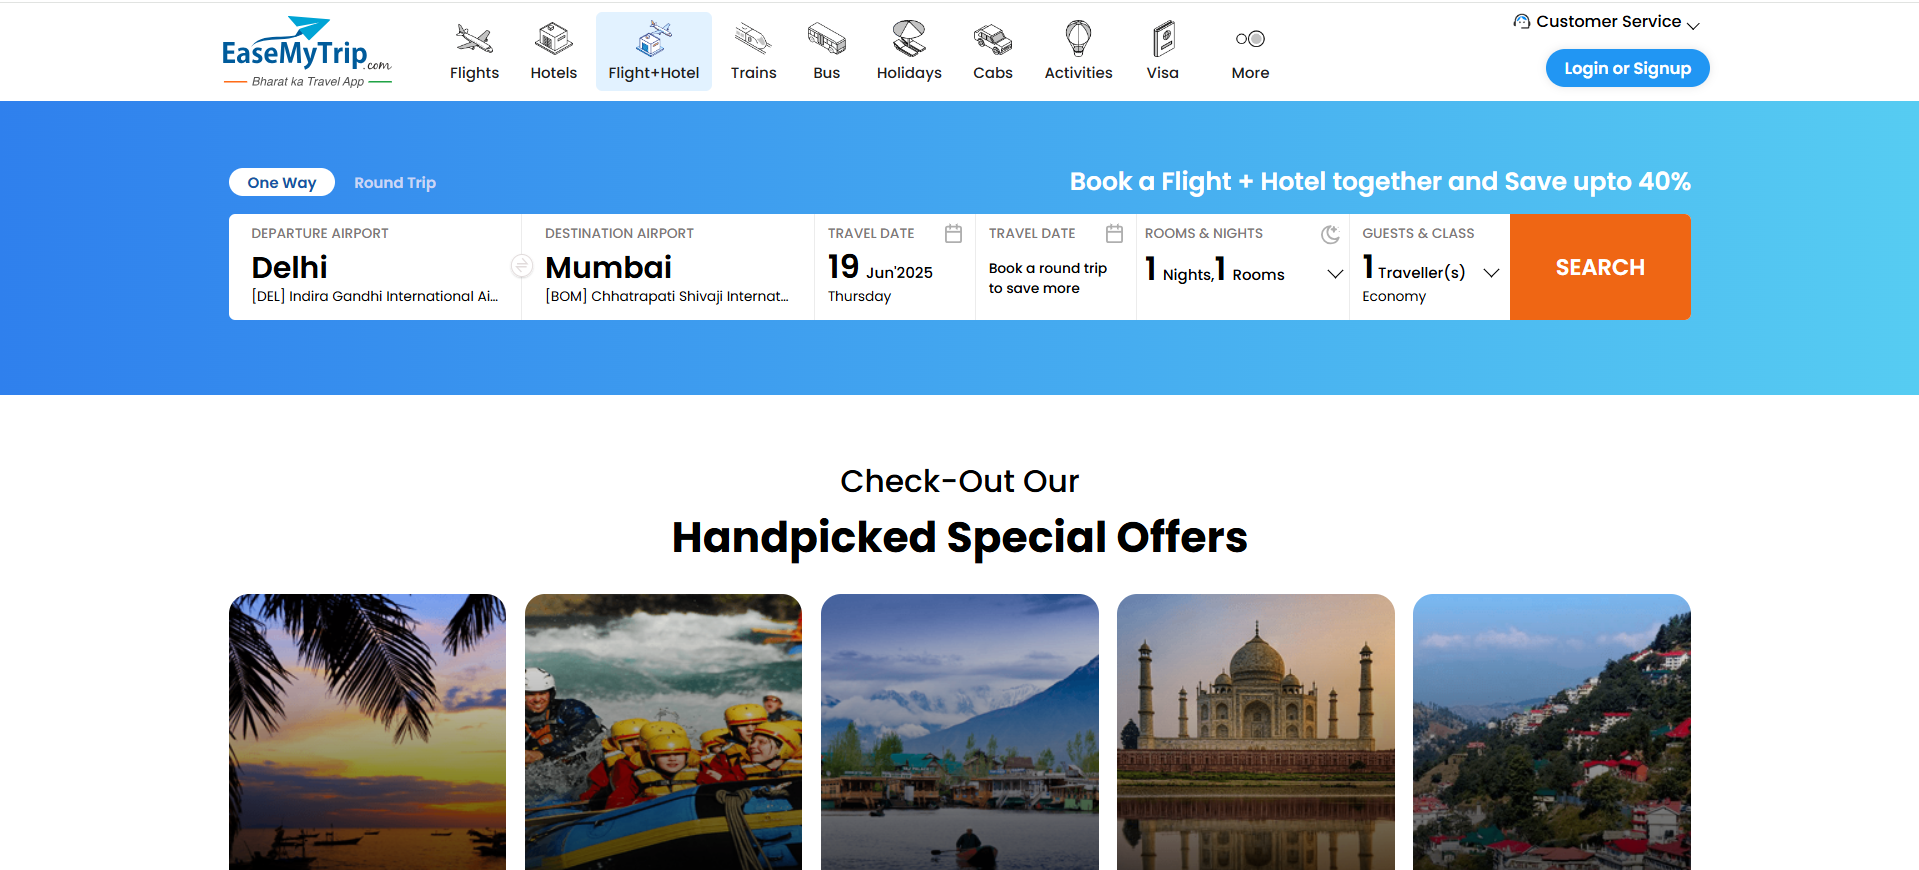 EaseMyTrip.com
Bharat ka Travel App
Flights
Hotels
Flight+Hotel
Trains
Bus
Holidays
Cabs
Activities
Visa
More
Customer Service
Login or Signup
One Way
Round Trip
Book a Flight + Hotel together and Save upto 40%
DEPARTURE AIRPORT
Delhi
[DEL] Indira Gandhi International Ai...
DESTINATION AIRPORT
Mumbai
[BOM] Chhatrapati Shivaji Internat...
TRAVEL DATE
19 Jun'2025
Thursday
TRAVEL DATE
Book a round trip
to save more
ROOMS & NIGHTS
1 Nights,1 Rooms
GUESTS & CLASS
1 Traveller(s)
Economy
SEARCH
Check-Out Our
Handpicked Special Offers